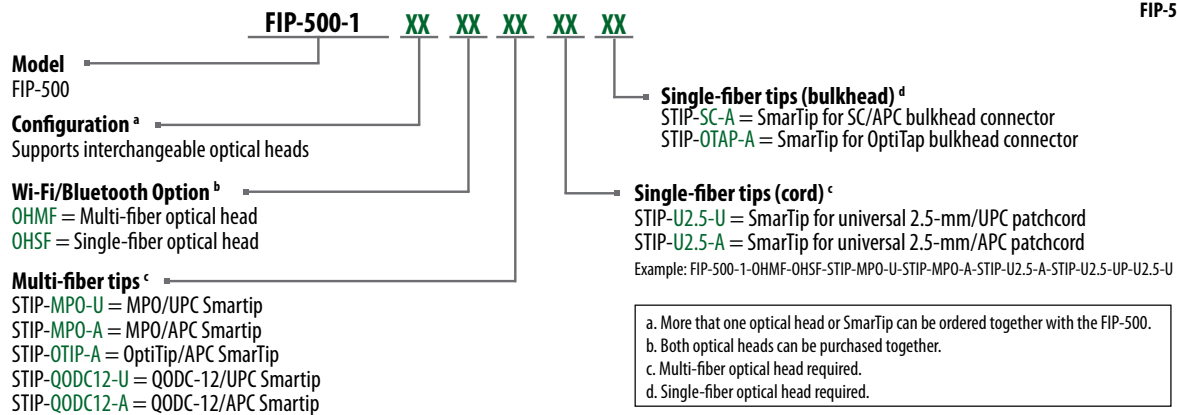 FIP-5
FIP-500-1 XX XX XX XX XX
Model
FIP-500
Configuration a
Supports interchangeable optical heads
Wi-Fi/Bluetooth Option b
OHMF = Multi-fiber optical head
OHSF = Single-fiber optical head
Multi-fiber tips c
STIP-MPO-U = MPO/UPC Smartip
STIP-MPO-A = MPO/APC Smartip
STIP-OTIP-A = OptiTip/APC SmarTip
STIP-QODC12-U = QODC-12/UPC Smartip
STIP-QODC12-A = QODC-12/APC Smartip
Single-fiber tips (bulkhead) d
STIP-SC-A = SmarTip for SC/APC bulkhead connector
STIP-OTAP-A = SmarTip for OptiTap bulkhead connector
Single-fiber tips (cord) c
STIP-U2.5-U = SmarTip for universal 2.5-mm/UPC patchcord
STIP-U2.5-A = SmarTip for universal 2.5-mm/APC patchcord
Example: FIP-500-1-OHMF-OHSF-STIP-MPO-U-STIP-MPO-A-STIP-U2.5-A-STIP-U2.5-UP-U2.5-U
a. More that one optical head or SmarTip can be ordered together with the FIP-500.
b. Both optical heads can be purchased together.
c. Multi-fiber optical head required.
d. Single-fiber optical head required.